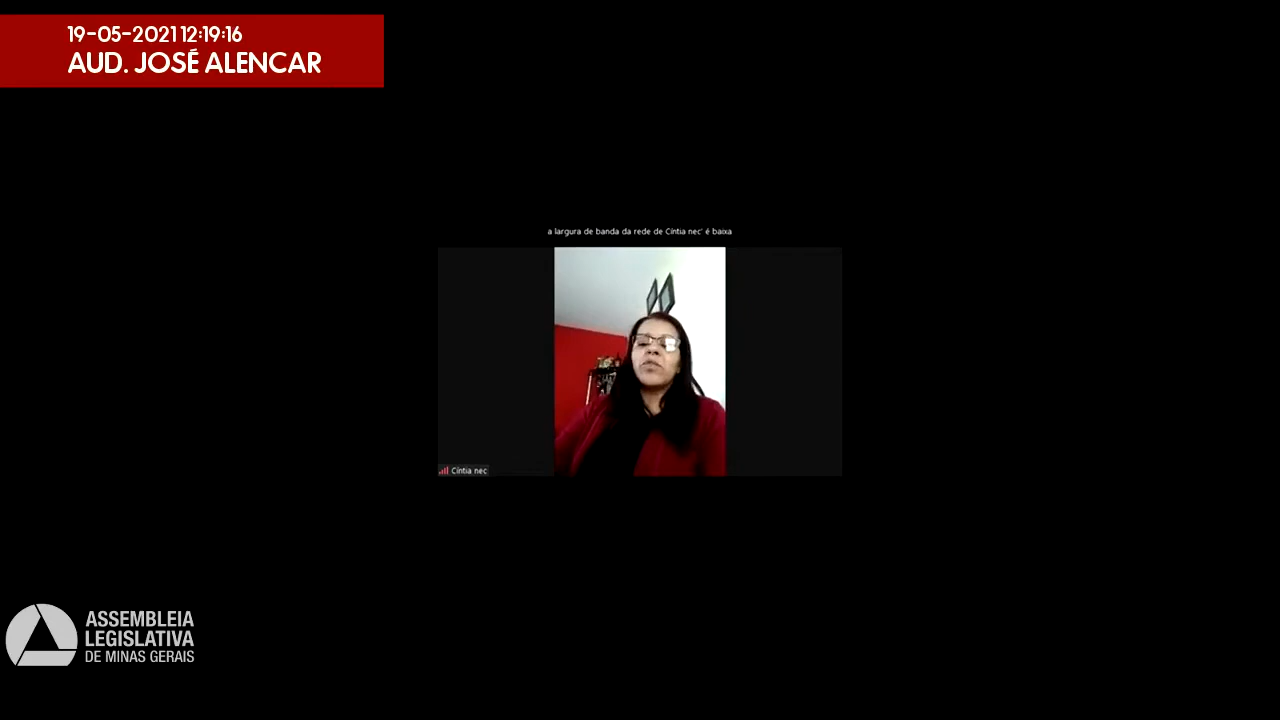 19-05-2021 12:19:16
AUD. JOSÉ ALENCAR
a largura de banda da rede de Cíntia nec' é baixa
Cíntia nec
ASSEMBLEIA
LEGISLATIVA
DE MINAS GERAIS